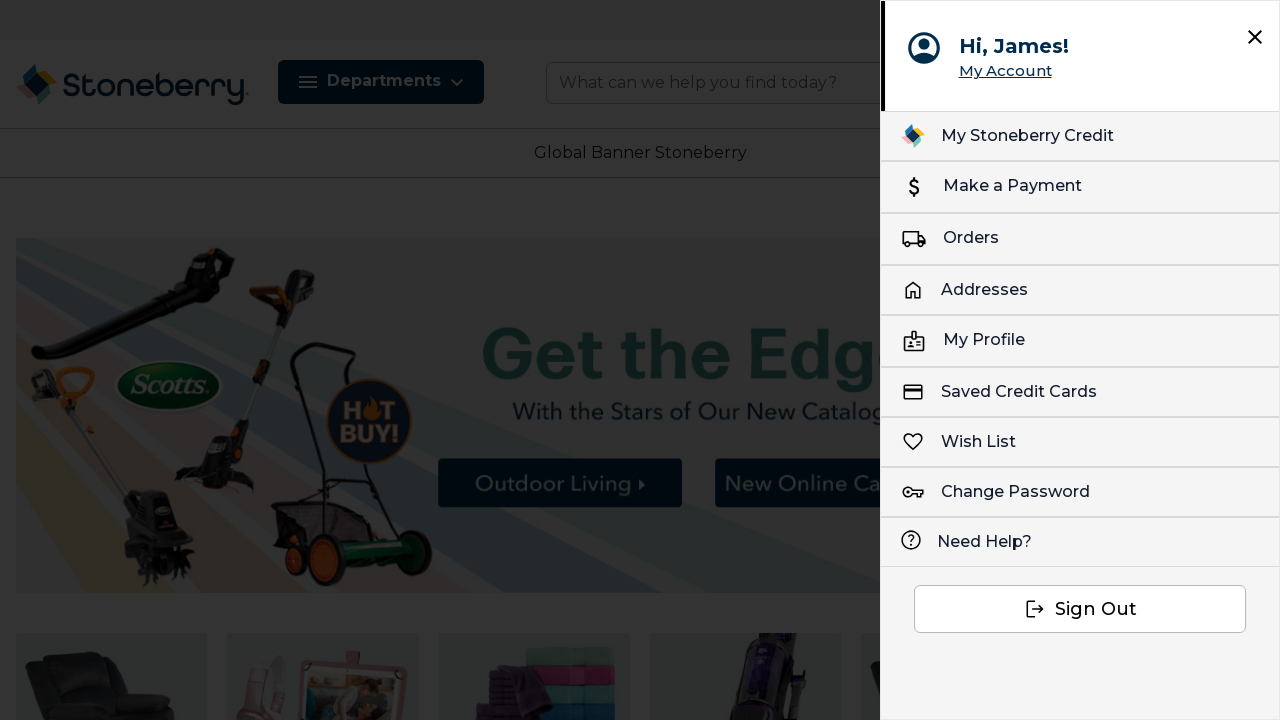 Hi, James!
My Account
Stoneberry
Departments
What can we help you find today?
Global Banner Stoneberry
My Stoneberry Credit
Make a Payment
Orders
Addresses
My Profile
Saved Credit Cards
Wish List
Change Password
Need Help?
Sign Out
Scotts
HOT
BUY!
Get the Edg
With the Stars of Our New Catalog
Outdoor Living
New Online Ca